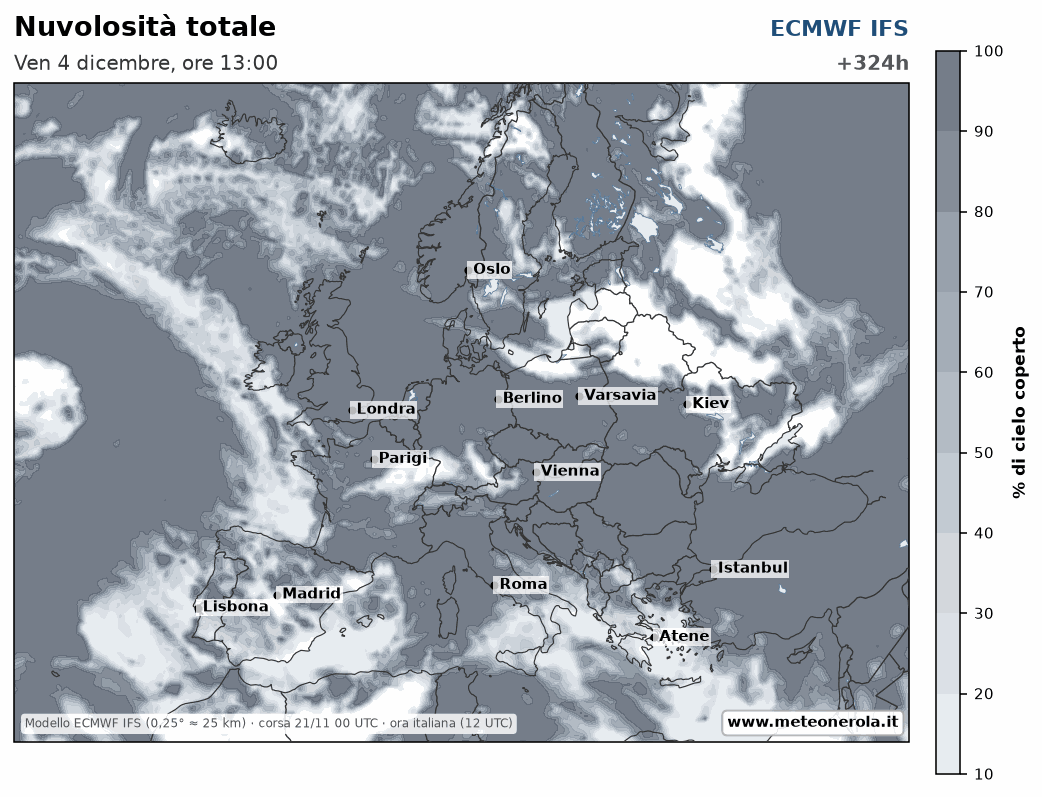 Nuvolosità totale
ECMWF IFS
Ven 4 dicembre, ore 13:00
+324h
100
90
80
70
60
50
40
30
20
10
% di cielo coperto
Oslo
Berlino
Varsavia
Kiev
Londra
Parigi
Vienna
Istanbul
Roma
Madrid
Lisbona
Atene
Modello ECMWF IFS (0,25° ≈ 25 km) · corsa 21/11 00 UTC · ora italiana (12 UTC)
www.meteonerola.it